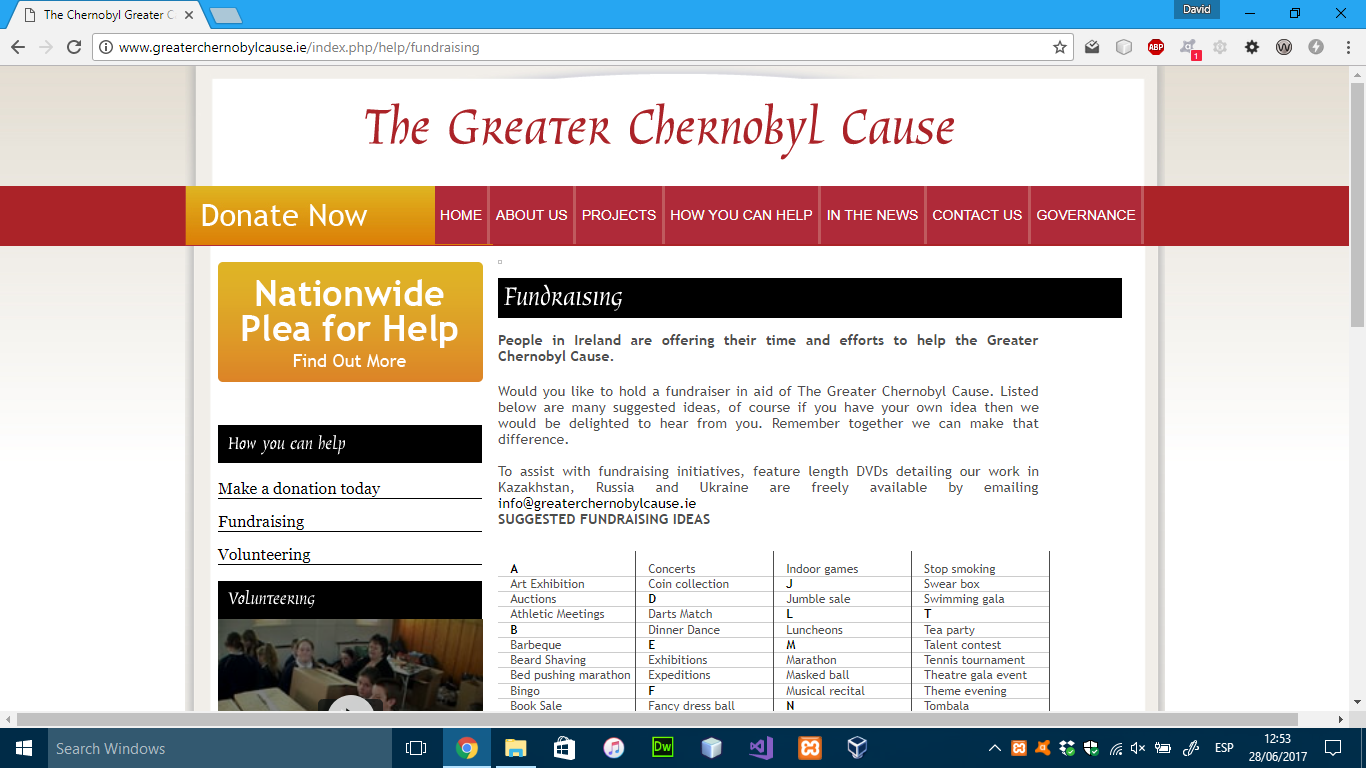 The Chernobyl Greater C
David
www.greaterchernobylcause.ie/index.php/help/fundraising
ABP
1
W
The Greater Chernobyl Cause
Donate Now
HOME
ABOUT US
PROJECTS
HOW YOU CAN HELP
IN THE NEWS
CONTACT US
GOVERNANCE
Nationwide
Plea for Help
Find Out More
How you can help
Make a donation today
Fundraising
Volunteering
Volunteering
Fundraising
People in Ireland are offering their time and efforts to help the Greater
Chernobyl Cause.
Would you like to hold a fundraiser in aid of The Greater Chernobyl Cause. Listed
below are many suggested ideas, of course if you have your own idea then we
would be delighted to hear from you. Remember together we can make that
difference.
To assist with fundraising initiatives, feature length DVDs detailing our work in
Kazakhstan, Russia and Ukraine are freely available by emailing
info@greaterchernobylcause.ie
SUGGESTED FUNDRAISING IDEAS
A
Art Exhibition
Auctions
Athletic Meetings
B
Barbeque
Beard Shaving
Bed pushing marathon
Bingo
Book Sale
Concerts
Coin collection
D
Darts Match
Dinner Dance
E
Exhibitions
Expeditions
F
Fancy dress ball
Indoor games
J
Jumble sale
L
Luncheons
M
Marathon
Masked ball
Musical recital
N
Stop smoking
Swear box
Swimming gala
T
Tea party
Talent contest
Tennis tournament
Theatre gala event
Theme evening
Tombala
Search Windows
Dw
ESP
12:53
28/06/2017